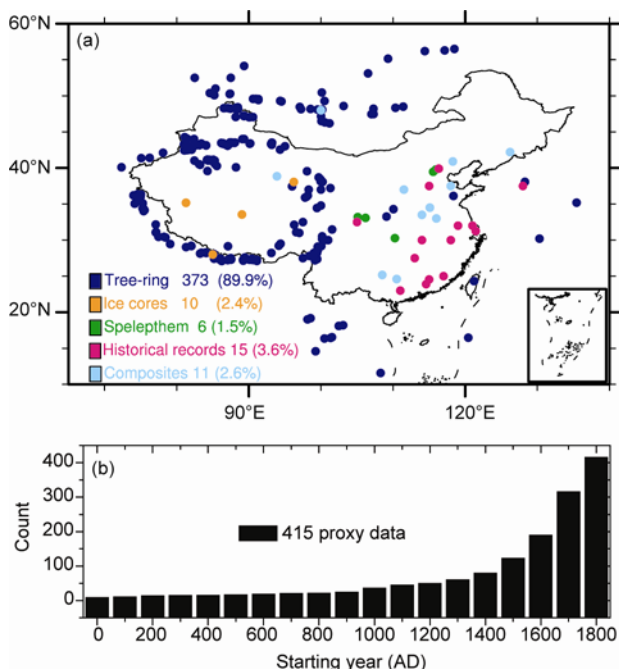 60°N
(a)
40°N
20°N
Tree-ring 373 (89.9%)
Ice cores 10 (2.4%)
Spelepthem 6 (1.5%)
Historical records 15 (3.6%)
Composites 11 (2.6%)
90°E 120°E
(b)
400
300
200
100
0
Count
415 proxy data
0 200 400 600 800 1000 1200 1400 1600 1800
Starting year (AD)